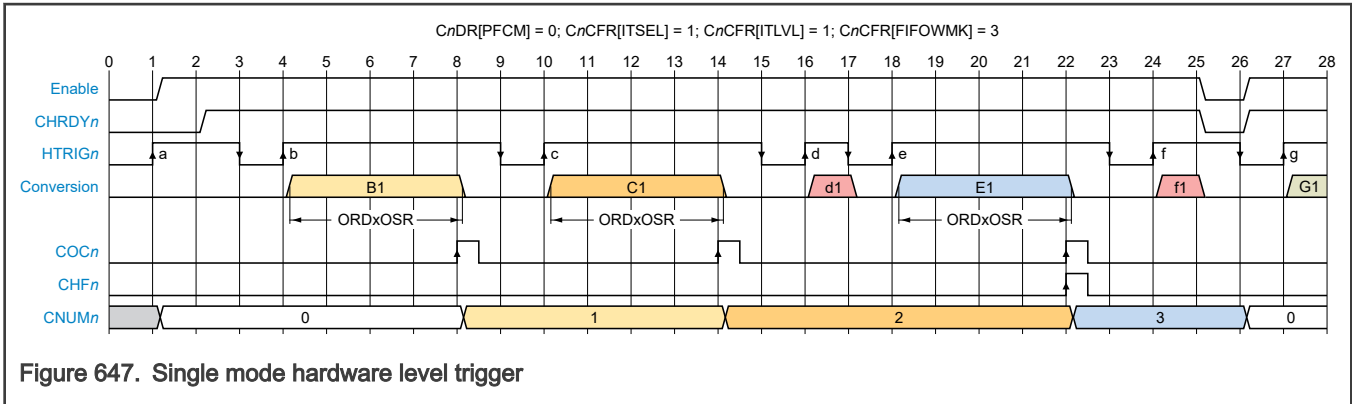 CnDR[PFCM] = 0; CnCFR[ITSEL] = 1; CnCFR[ITLVL] = 1; CnCFR[FIFOWMK] = 3
0 1 2 3 4 5 6 7 8 9 10 11 12 13 14 15 16 17 18 19 20 21 22 23 24 25 26 27 28
Enable
CHRDYn
HTRIGn a b c d e f g
Conversion B1 C1 d1 E1 f1 G1
ORDxOSR ORDxOSR ORDxOSR
COCn
CHFn
CNUMn 0 1 2 3 0
Figure 647. Single mode hardware level trigger